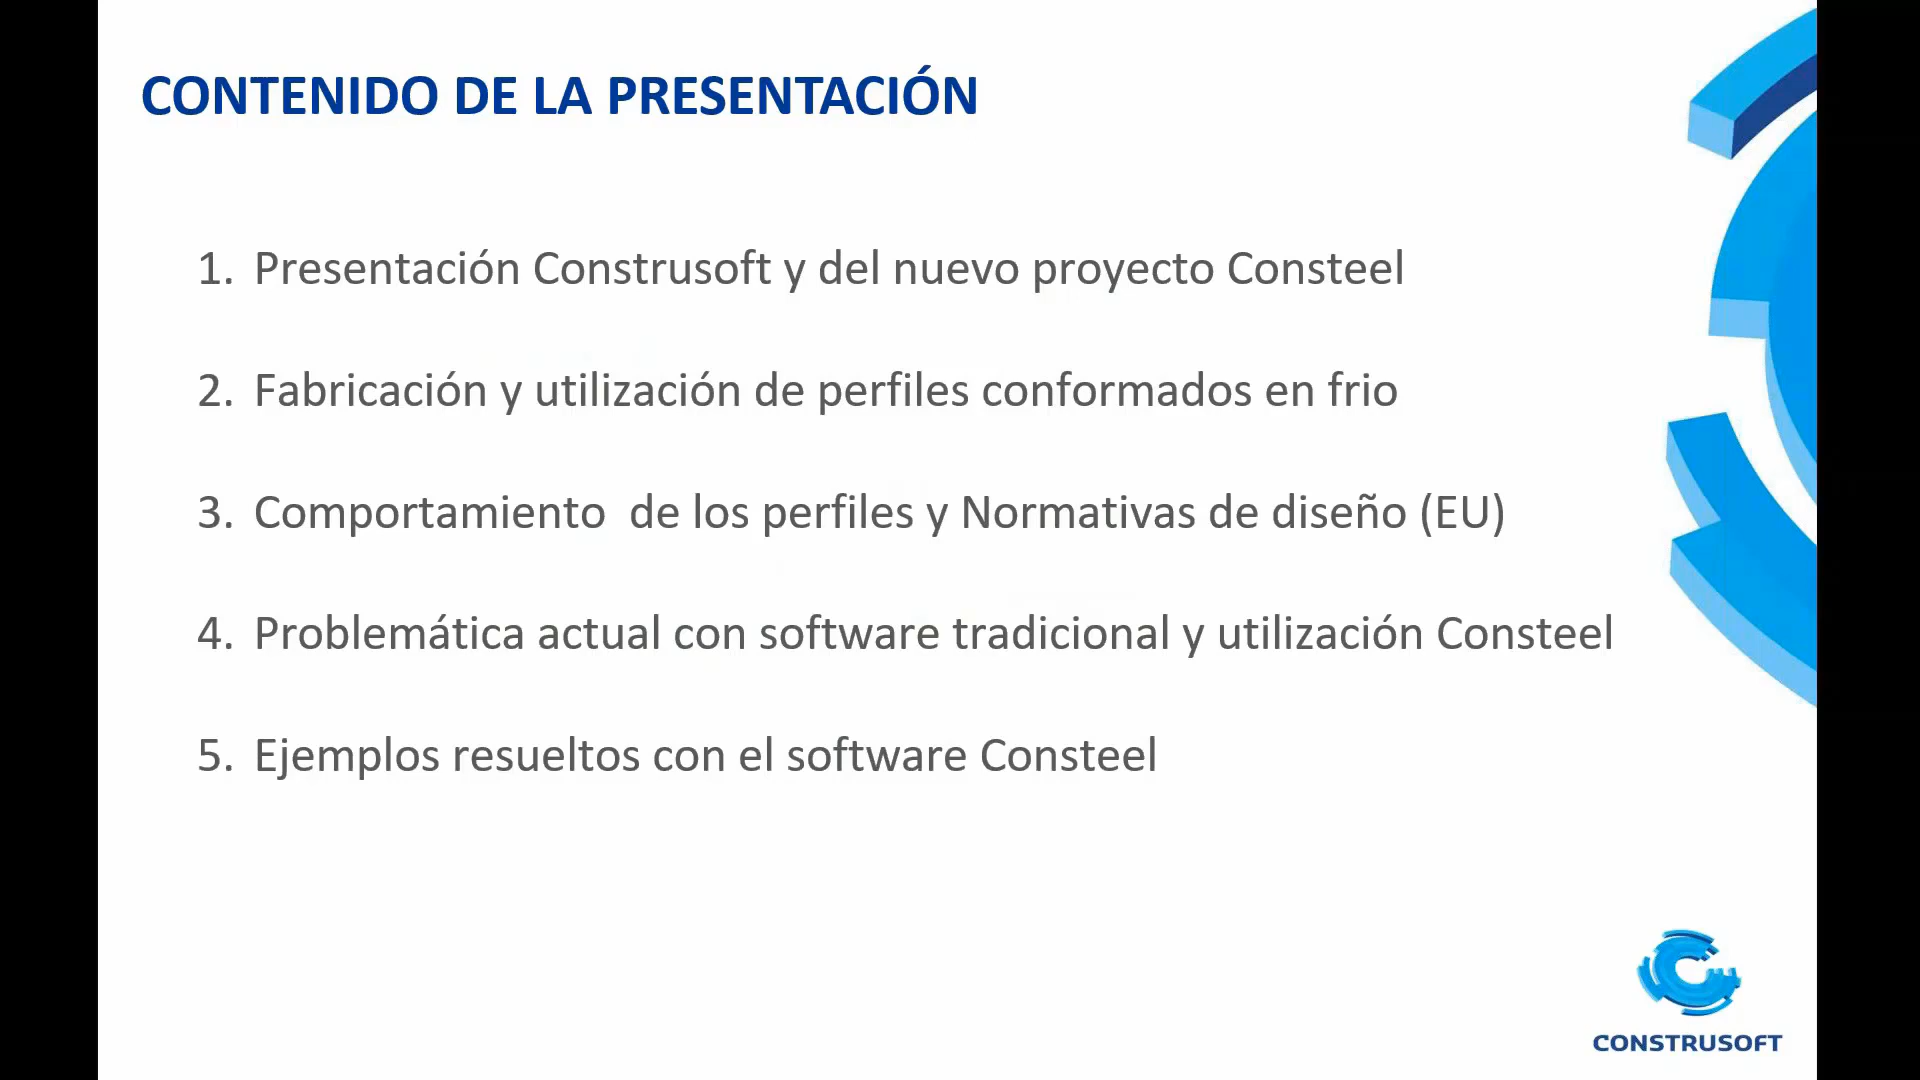 CONTENIDO DE LA PRESENTACIÓN
1. Presentación Construsoft y del nuevo proyecto Consteel
2. Fabricación y utilización de perfiles conformados en frio
3. Comportamiento  de los perfiles y Normativas de diseño (EU)
4. Problemática actual con software tradicional y utilización Consteel
5. Ejemplos resueltos con el software Consteel
CONSTRUSOFT